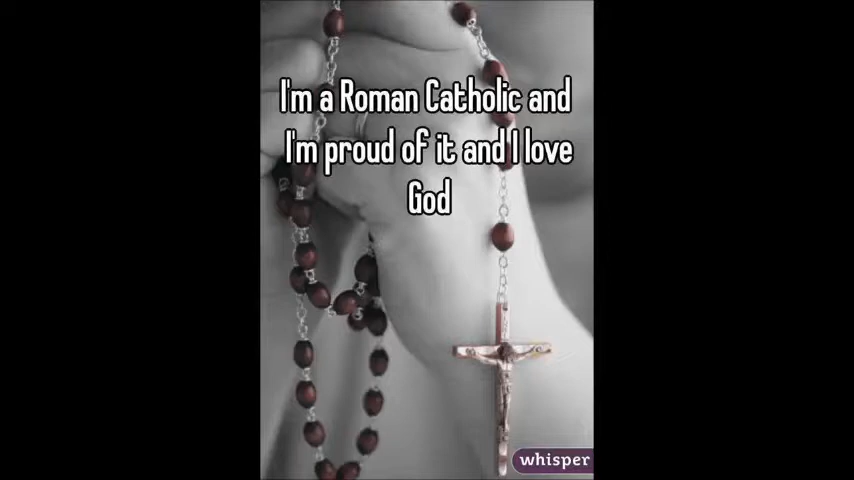 I'm a Roman Catholic and
I'm proud of it and I love
God
whisper